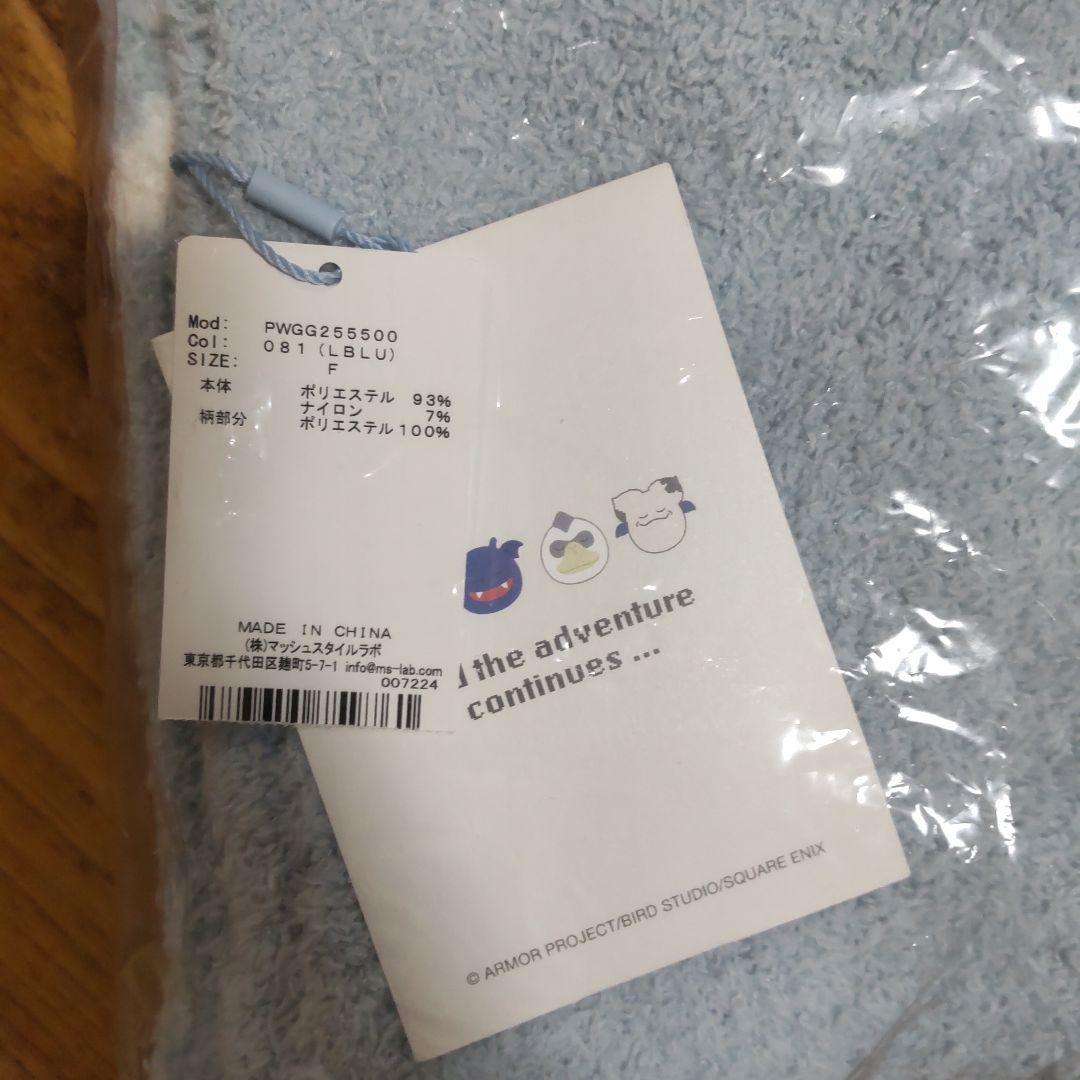 Mod: PWGG255500
Col: 081 (LBLU)
SIZE: F
本体 ポリエステル 93%
ナイロン 7%
柄部分 ポリエステル100%
MADE IN CHINA
(株)マッシュスタイルラボ
東京都千代田区麹町5-7-1 info@ms-lab.com
007224
the adventure
continues ...
© ARMOR PROJECT/BIRD STUDIO/SQUARE ENIX